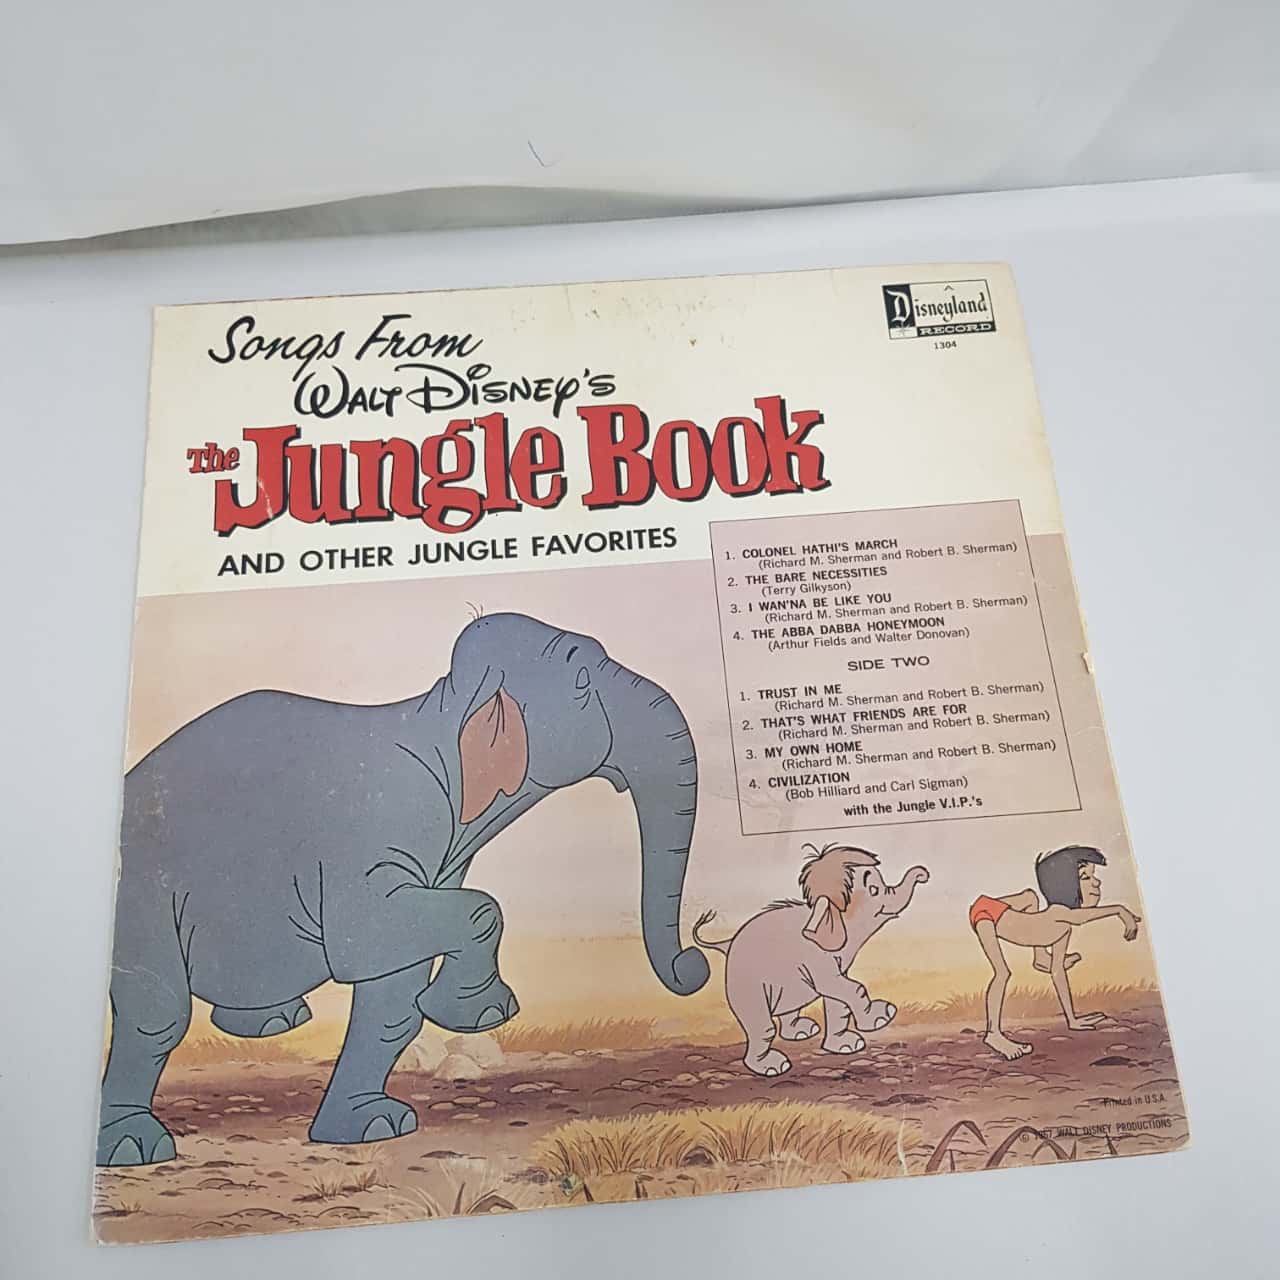 Songs From
WALT DISNEY'S
The Jungle Book
AND OTHER JUNGLE FAVORITES
Disneyland
RECORD
1304
1. COLONEL HATHI'S MARCH
(Richard M. Sherman and Robert B. Sherman)
2. THE BARE NECESSITIES
(Terry Gilkyson)
3. I WAN'NA BE LIKE YOU
(Richard M. Sherman and Robert B. Sherman)
4. THE ABBA DABBA HONEYMOON
(Arthur Fields and Walter Donovan)
SIDE TWO
1. TRUST IN ME
(Richard M. Sherman and Robert B. Sherman)
2. THAT'S WHAT FRIENDS ARE FOR
(Richard M. Sherman and Robert B. Sherman)
3. MY OWN HOME
(Richard M. Sherman and Robert B. Sherman)
4. CIVILIZATION
(Bob Hilliard and Carl Sigman)
with the Jungle V.I.P.'s
Printed in U.S.A.
© 1967 WALT DISNEY PRODUCTIONS